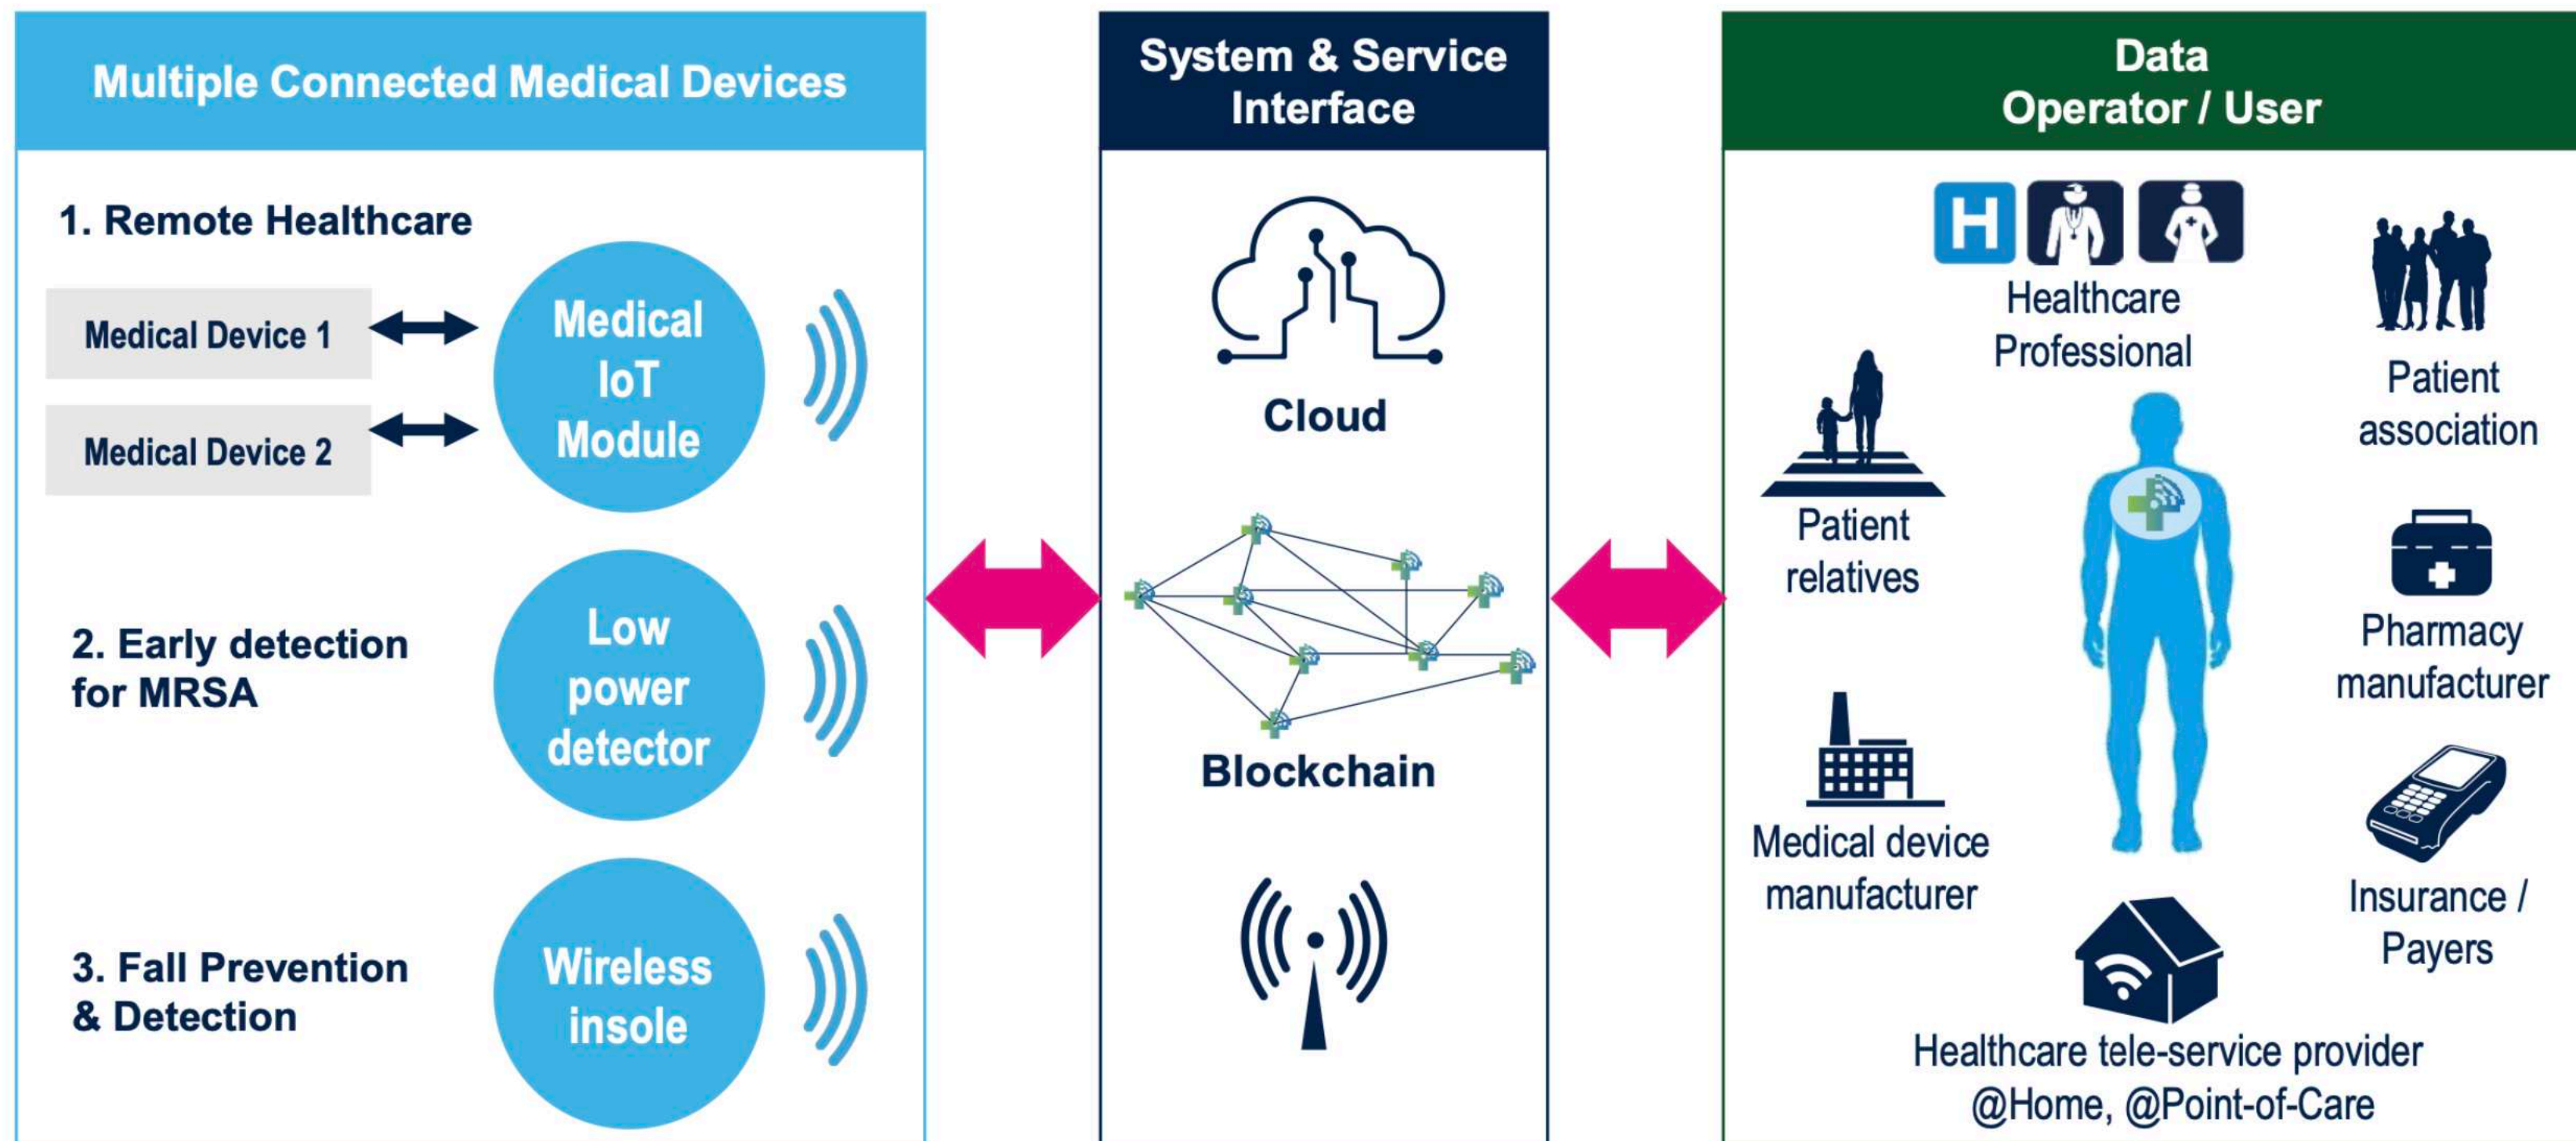 Multiple Connected Medical Devices
1. Remote Healthcare
Medical Device 1
Medical Device 2
Medical
IoT
Module
2. Early detection
for MRSA
Low
power
detector
3. Fall Prevention
& Detection
Wireless
insole
System & Service
Interface
Cloud
Blockchain
Data
Operator / User
H
Healthcare
Professional
Patient
association
Patient
relatives
Pharmacy
manufacturer
Medical device
manufacturer
Insurance /
Payers
Healthcare tele-service provider
@Home, @Point-of-Care